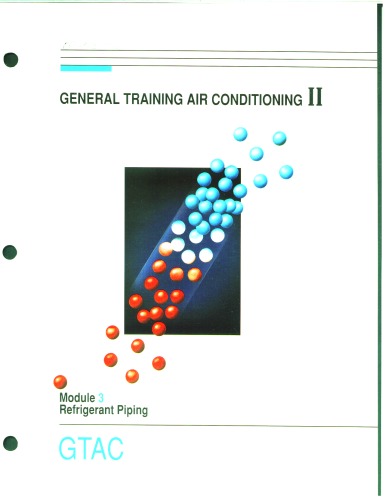 GENERAL TRAINING AIR CONDITIONING II
Module 3
Refrigerant Piping
GTAC